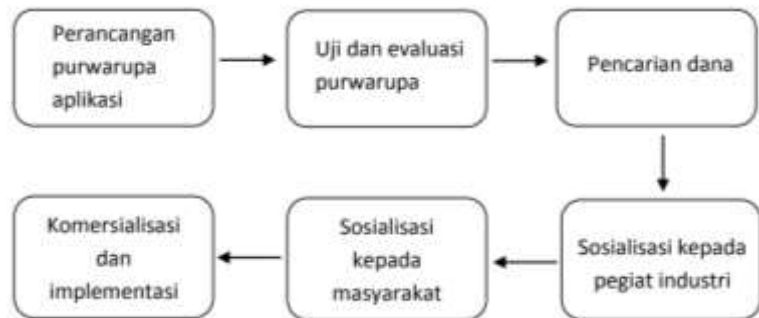 Perancangan
purwarupa
aplikasi
Uji dan evaluasi
purwarupa
Pencarian dana
Sosialisasi kepada
pegiat industri
Sosialisasi
kepada
masyarakat
Komersialisasi
dan
implementasi